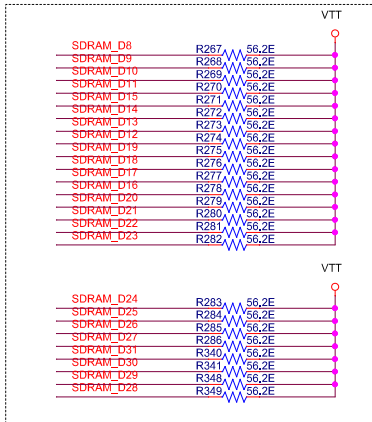 VTT
SDRAM_D8 R267 56.2E
SDRAM_D9 R268 56.2E
SDRAM_D10 R269 56.2E
SDRAM_D11 R270 56.2E
SDRAM_D15 R271 56.2E
SDRAM_D14 R272 56.2E
SDRAM_D13 R273 56.2E
SDRAM_D12 R274 56.2E
SDRAM_D19 R275 56.2E
SDRAM_D18 R276 56.2E
SDRAM_D17 R277 56.2E
SDRAM_D16 R278 56.2E
SDRAM_D20 R279 56.2E
SDRAM_D21 R280 56.2E
SDRAM_D22 R281 56.2E
SDRAM_D23 R282 56.2E
VTT
SDRAM_D24 R283 56.2E
SDRAM_D25 R284 56.2E
SDRAM_D26 R285 56.2E
SDRAM_D27 R286 56.2E
SDRAM_D31 R340 56.2E
SDRAM_D30 R341 56.2E
SDRAM_D29 R348 56.2E
SDRAM_D28 R349 56.2E